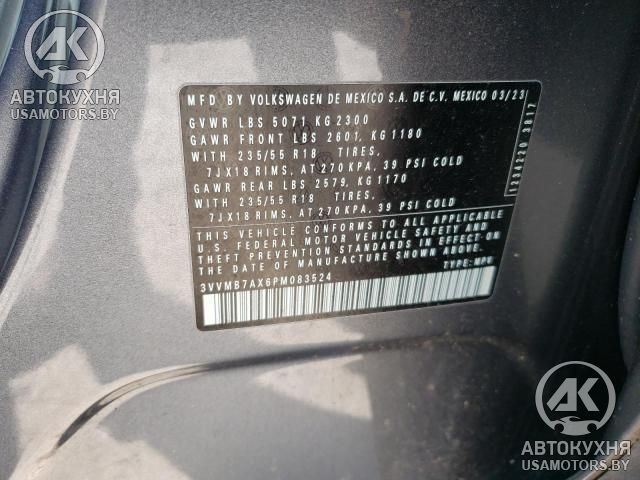 AK
АВТОКУХНЯ
USAMOTORS.BY
MFD BY VOLKSWAGEN DE MEXICO S.A. DE C.V. MEXICO 03/23
GVWR LBS 5071 KG 2300
GAWR FRONT LBS 2601, KG 1180
WITH 235/55 R18 TIRES,
7JX18 RIMS, AT 270 KPA, 39 PSI COLD
GAWR REAR LBS 2579, KG 1170
WITH 235/55 R18 TIRES,
7JX18 RIMS, AT 270 KPA, 39 PSI COLD
THIS VEHICLE CONFORMS TO ALL APPLICABLE
U.S. FEDERAL MOTOR VEHICLE SAFETY AND
THEFT PREVENTION STANDARDS IN EFFECT ON
THE DATE OF MANUFACTURE SHOWN ABOVE.
3VVMB7AX6PM083524
TYPE: MPV
3817
AK
АВТОКУХНЯ
USAMOTORS.BY